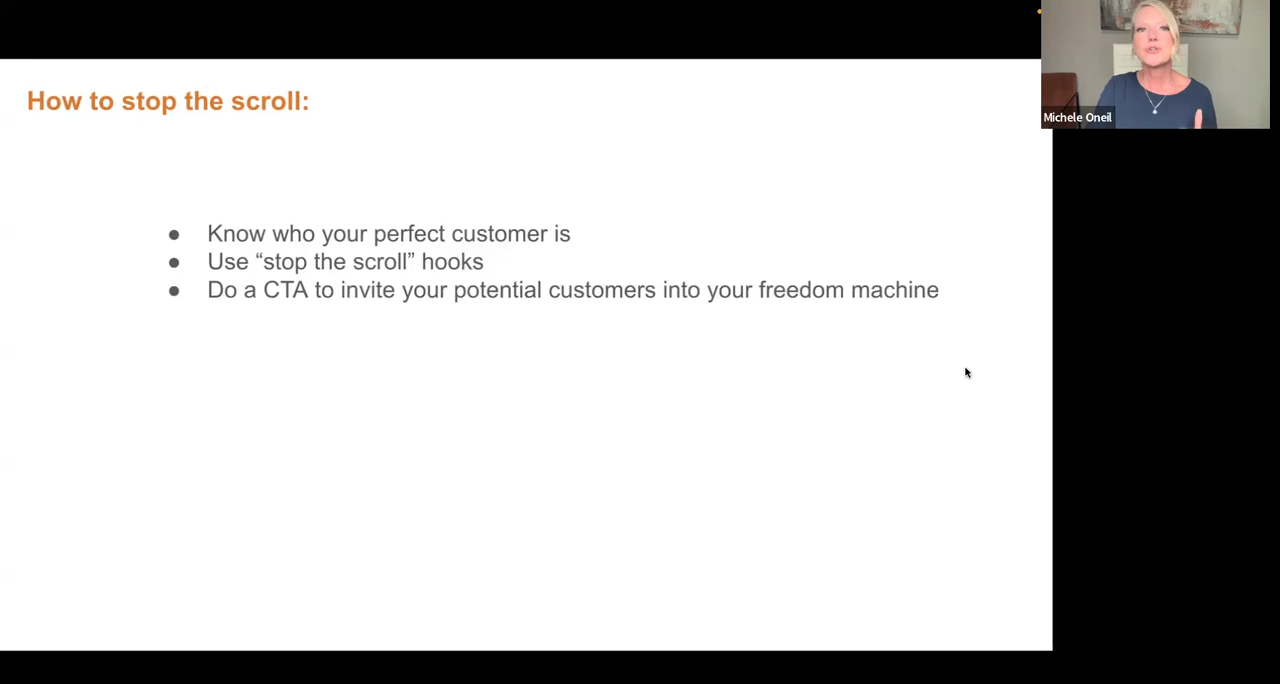 How to stop the scroll:
Michele Oneil
● Know who your perfect customer is
● Use “stop the scroll” hooks
● Do a CTA to invite your potential customers into your freedom machine